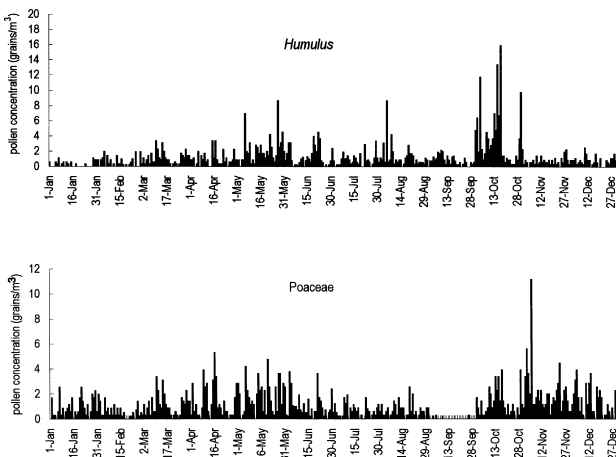 Humulus
pollen concentration (grains/m³)
20
18
16
14
12
10
8
6
4
2
0
1-Jan
16-Jan
31-Jan
15-Feb
2-Mar
17-Mar
1-Apr
16-Apr
1-May
16-May
31-May
15-Jun
30-Jun
15-Jul
30-Jul
14-Aug
29-Aug
13-Sep
28-Sep
13-Oct
28-Oct
12-Nov
27-Nov
12-Dec
27-Dec
Poaceae
pollen concentration (grains/m³)
12
10
8
6
4
2
0
1-Jan
16-Jan
31-Jan
15-Feb
2-Mar
17-Mar
1-Apr
16-Apr
1-May
6-May
31-May
15-Jun
30-Jun
15-Jul
30-Jul
14-Aug
29-Aug
13-Sep
28-Sep
13-Oct
28-Oct
12-Nov
27-Nov
12-Dec
27-Dec